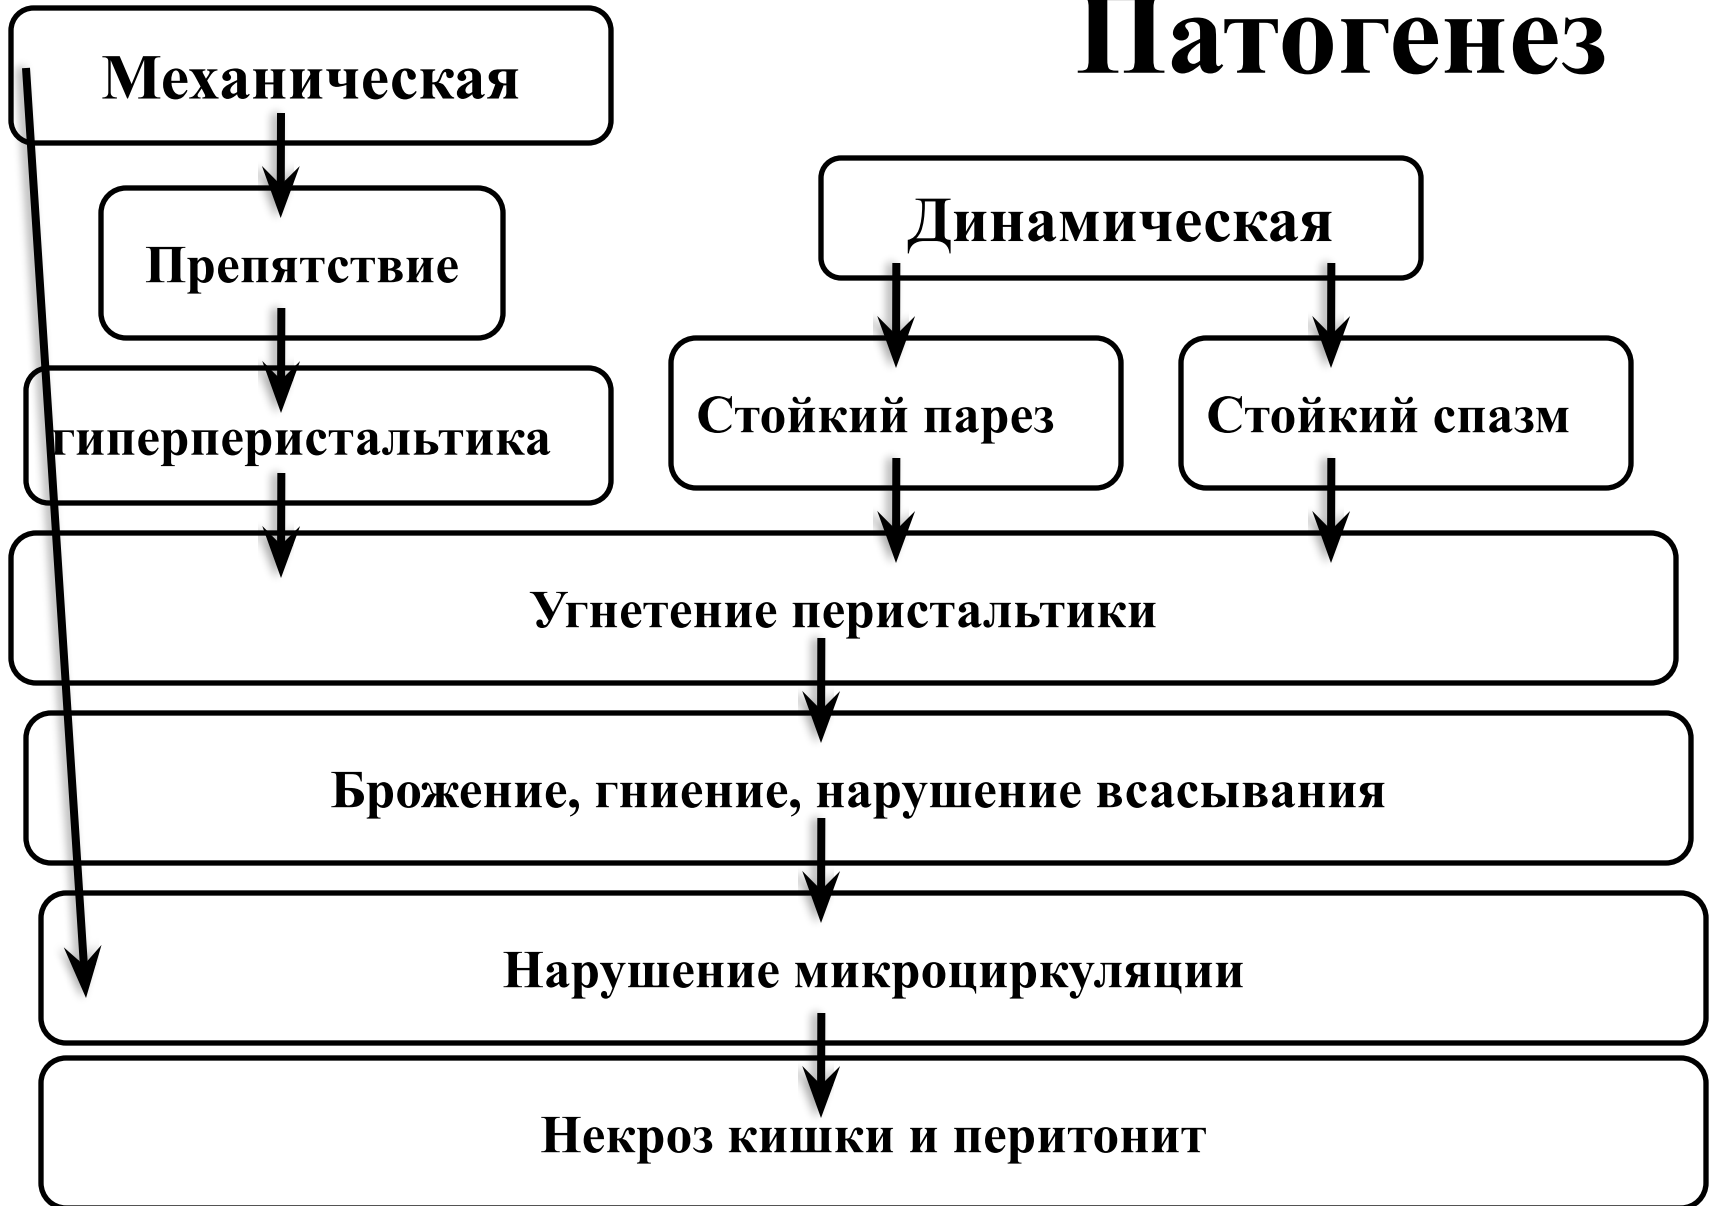 Патогенез
Механическая
Динамическая
Препятствие
гиперперистальтика
Стойкий парез
Стойкий спазм
Угнетение перистальтики
Брожение, гниение, нарушение всасывания
Нарушение микроциркуляции
Некроз кишки и перитонит